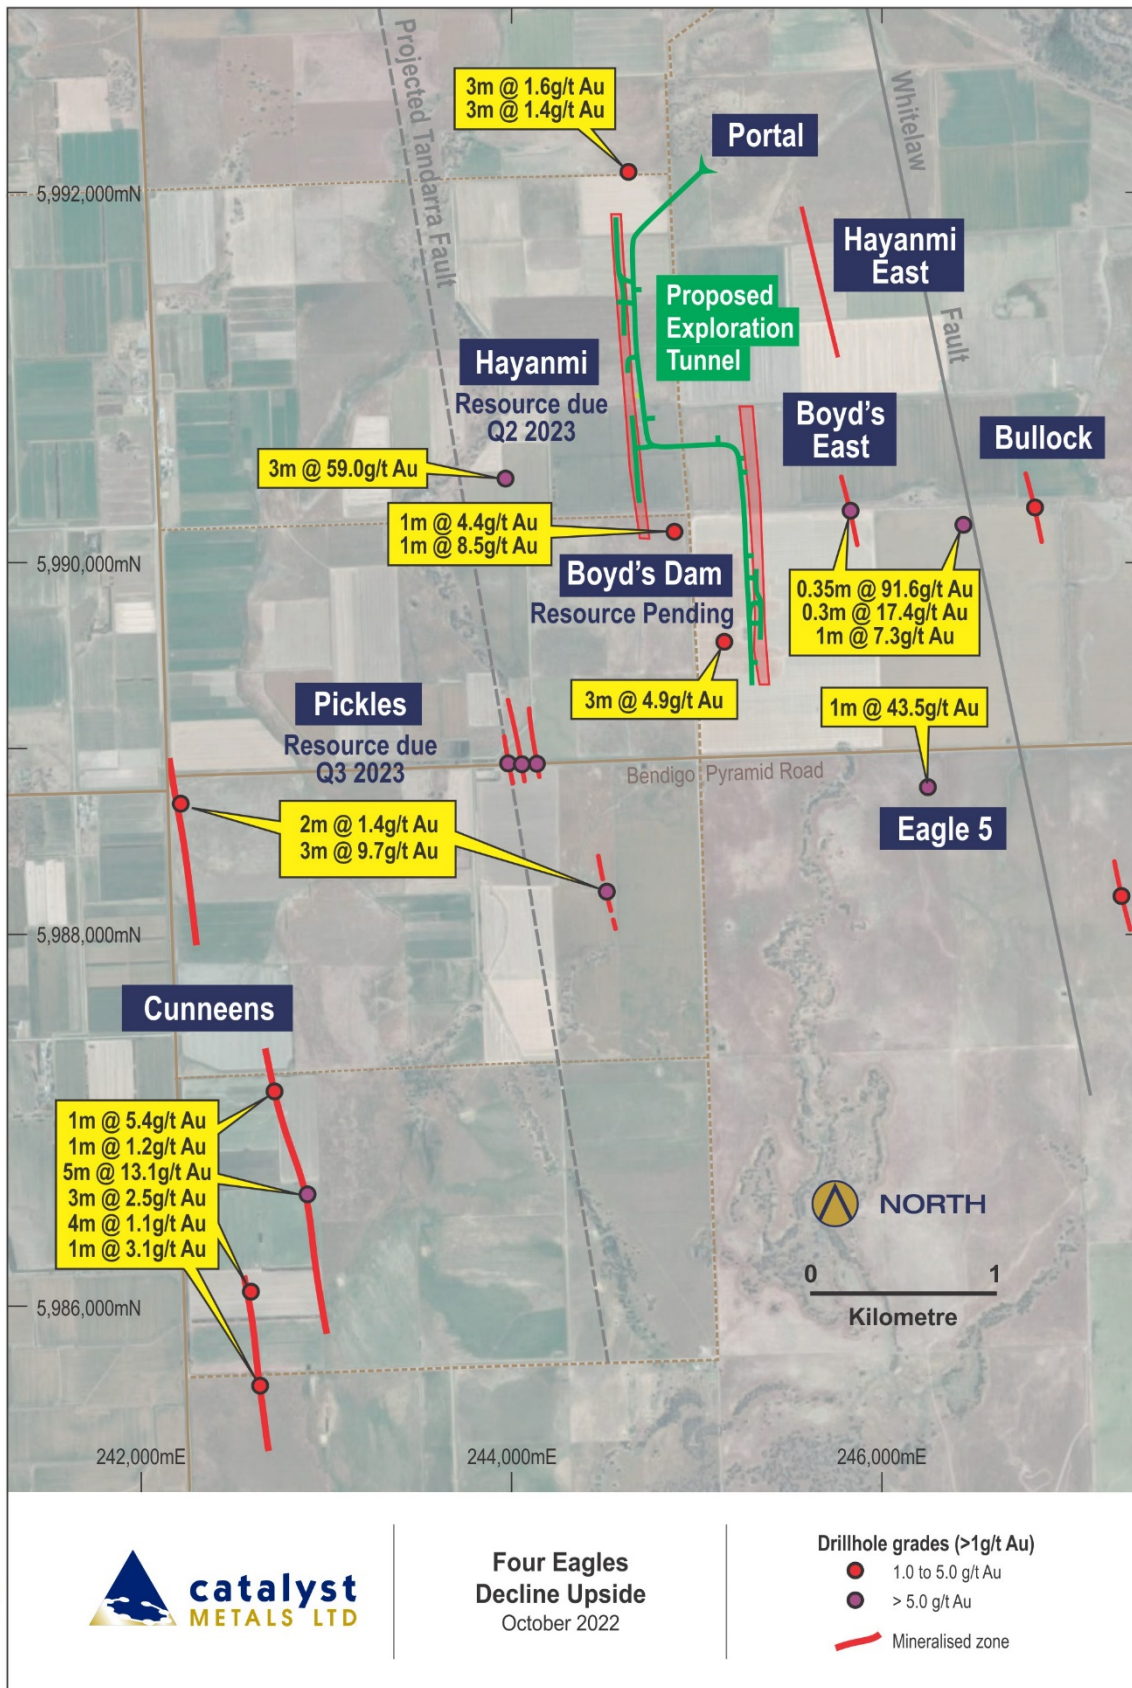 3m @ 1.6g/t Au
3m @ 1.4g/t Au
Projected Tandarra Fault
Portal
Whitelaw
Fault
5,992,000mN
Hayanmi
East
Proposed
Exploration
Tunnel
Hayanmi
Resource due
Q2 2023
Boyd's
East
Bullock
3m @ 59.0g/t Au
1m @ 4.4g/t Au
1m @ 8.5g/t Au
5,990,000mN
Boyd's Dam
Resource Pending
0.35m @ 91.6g/t Au
0.3m @ 17.4g/t Au
1m @ 7.3g/t Au
3m @ 4.9g/t Au
1m @ 43.5g/t Au
Pickles
Resource due
Q3 2023
Bendigo Pyramid Road
Eagle 5
2m @ 1.4g/t Au
3m @ 9.7g/t Au
5,988,000mN
Cunneens
1m @ 5.4g/t Au
1m @ 1.2g/t Au
5m @ 13.1g/t Au
3m @ 2.5g/t Au
4m @ 1.1g/t Au
1m @ 3.1g/t Au
NORTH
0 1
Kilometre
5,986,000mN
242,000mE
244,000mE
246,000mE
catalyst
METALS LTD
Four Eagles
Decline Upside
October 2022
Drillhole grades (>1g/t Au)
1.0 to 5.0 g/t Au
> 5.0 g/t Au
Mineralised zone